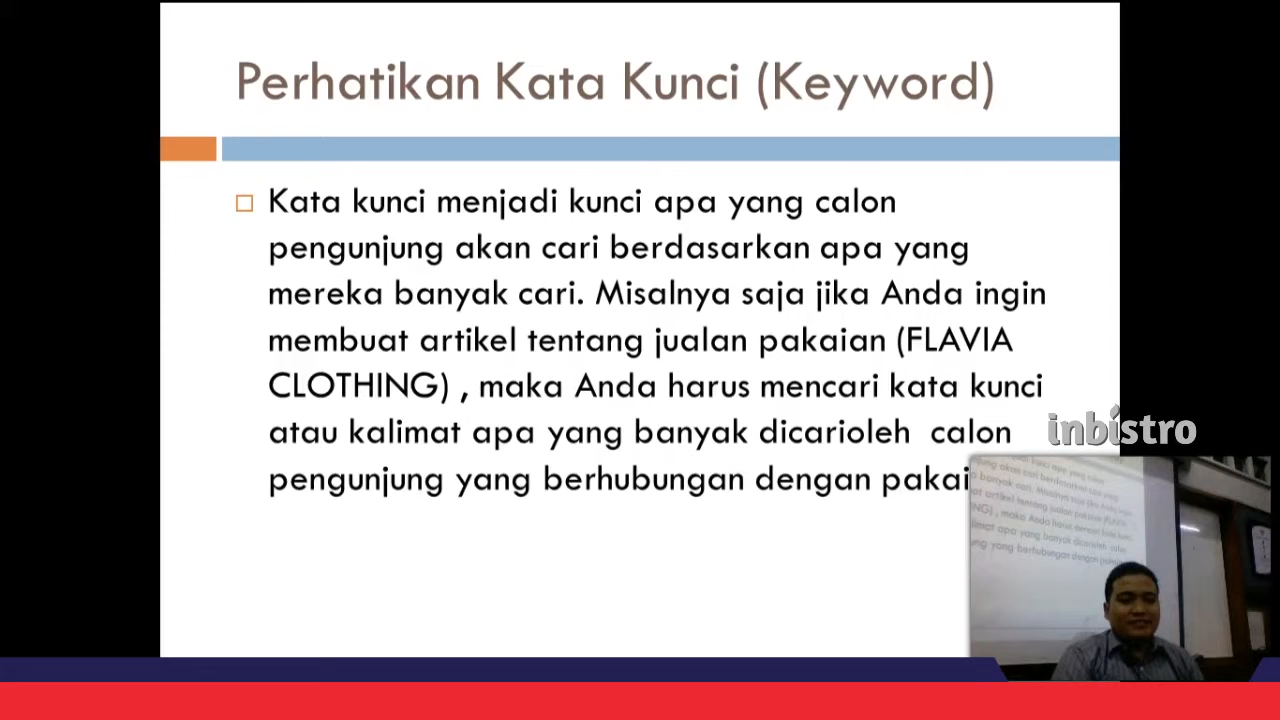 Perhatikan Kata Kunci (Keyword)
Kata kunci menjadi kunci apa yang calon
pengunjung akan cari berdasarkan apa yang
mereka banyak cari. Misalnya saja jika Anda ingin
membuat artikel tentang jualan pakaian (FLAVIA
CLOTHING) , maka Anda harus mencari kata kunci
atau kalimat apa yang banyak dicarioleh calon
pengunjung yang berhubungan dengan pakai
inbistro